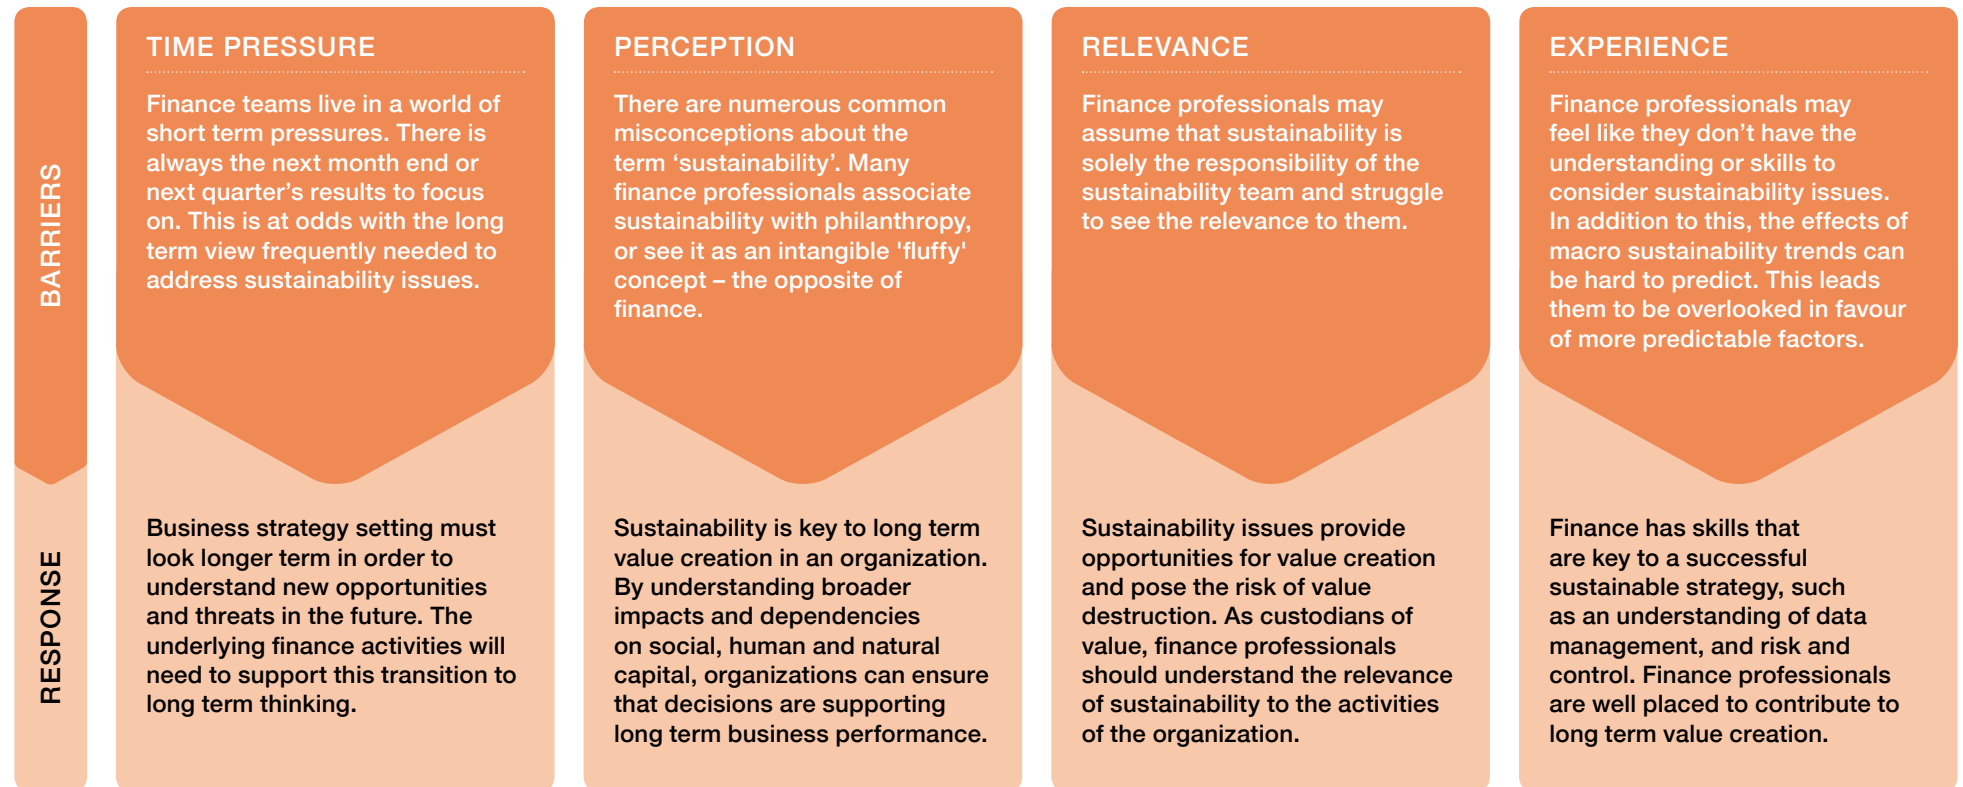 BARRIERS
TIME PRESSURE
Finance teams live in a world of
short term pressures. There is
always the next month end or
next quarter’s results to focus
on. This is at odds with the long
term view frequently needed to
address sustainability issues.
PERCEPTION
There are numerous common
misconceptions about the
term ‘sustainability’. Many
finance professionals associate
sustainability with philanthropy,
or see it as an intangible 'fluffy'
concept – the opposite of
finance.
RELEVANCE
Finance professionals may
assume that sustainability is
solely the responsibility of the
sustainability team and struggle
to see the relevance to them.
EXPERIENCE
Finance professionals may
feel like they don’t have the
understanding or skills to
consider sustainability issues.
In addition to this, the effects of
macro sustainability trends can
be hard to predict. This leads
them to be overlooked in favour
of more predictable factors.
RESPONSE
Business strategy setting must
look longer term in order to
understand new opportunities
and threats in the future. The
underlying finance activities will
need to support this transition to
long term thinking.
Sustainability is key to long term
value creation in an organization.
By understanding broader
impacts and dependencies
on social, human and natural
capital, organizations can ensure
that decisions are supporting
long term business performance.
Sustainability issues provide
opportunities for value creation
and pose the risk of value
destruction. As custodians of
value, finance professionals
should understand the relevance
of sustainability to the activities
of the organization.
Finance has skills that
are key to a successful
sustainable strategy, such
as an understanding of data
management, and risk and
control. Finance professionals
are well placed to contribute to
long term value creation.